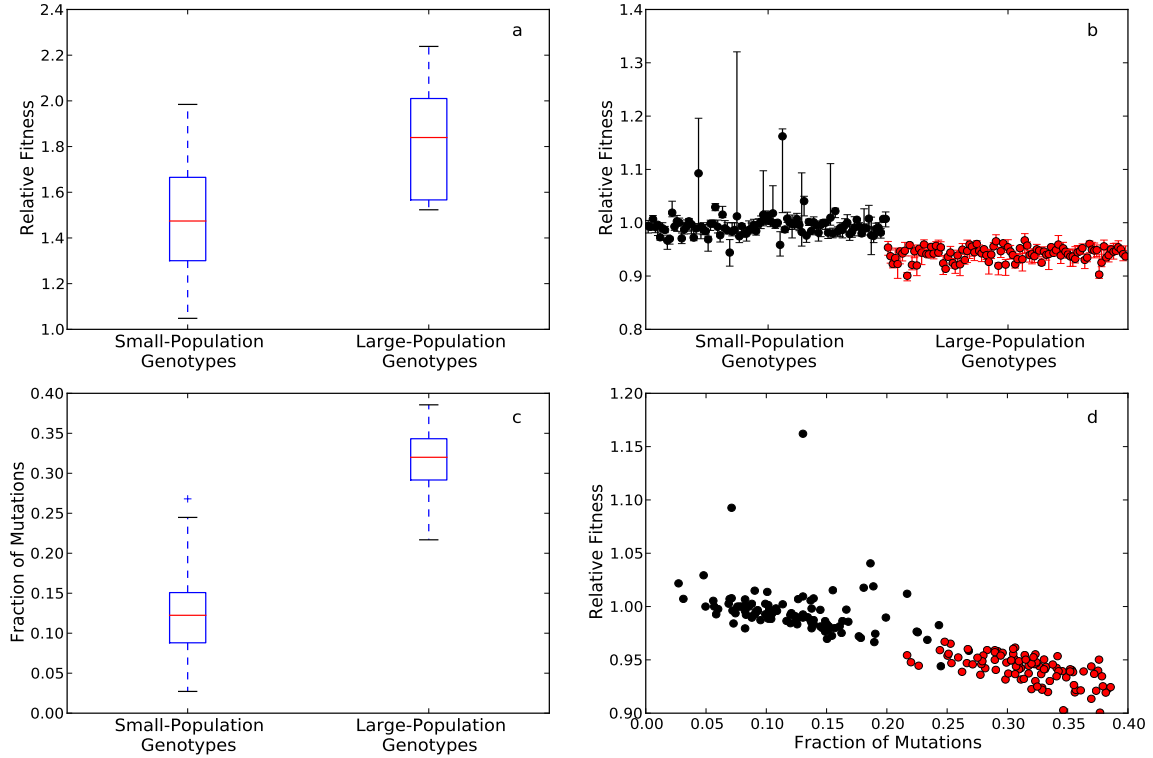 a
2.4
2.2
2.0
1.8
1.6
1.4
1.2
1.0
Relative Fitness
Small-Population
Genotypes
Large-Population
Genotypes
b
1.4
1.3
1.2
1.1
1.0
0.9
0.8
Relative Fitness
Small-Population
Genotypes
Large-Population
Genotypes
c
0.40
0.35
0.30
0.25
0.20
0.15
0.10
0.05
0.00
Fraction of Mutations
Small-Population
Genotypes
Large-Population
Genotypes
d
1.20
1.15
1.10
1.05
1.00
0.95
0.90
Relative Fitness
0.00 0.05 0.10 0.15 0.20 0.25 0.30 0.35 0.40
Fraction of Mutations